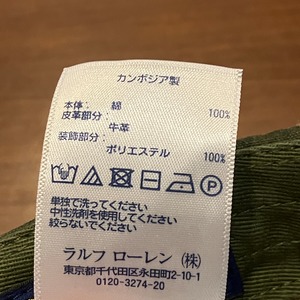 カンボジア製
本体: 綿 100%
皮革部分:
牛革
装飾部分:
ポリエステル 100%
P
単独で洗ってください
中性洗剤を使用してください
絞らないでください
ラルフ ローレン (株)
東京都千代田区永田町2-10-1
0120-3274-20